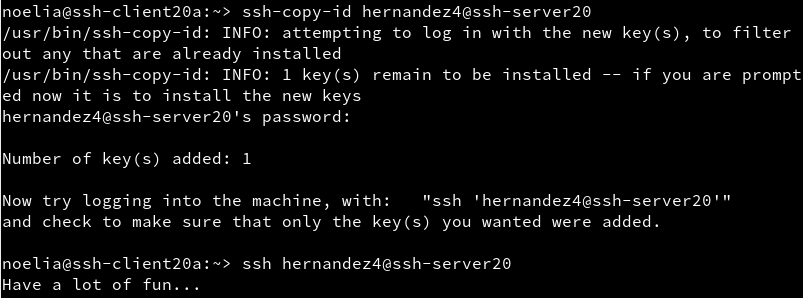 noelia@ssh-client20a:~> ssh-copy-id hernandez4@ssh-server20
/usr/bin/ssh-copy-id: INFO: attempting to log in with the new key(s), to filter
out any that are already installed
/usr/bin/ssh-copy-id: INFO: 1 key(s) remain to be installed -- if you are prompt
ed now it is to install the new keys
hernandez4@ssh-server20's password:
Number of key(s) added: 1
Now try logging into the machine, with:   "ssh 'hernandez4@ssh-server20'"
and check to make sure that only the key(s) you wanted were added.
noelia@ssh-client20a:~> ssh hernandez4@ssh-server20
Have a lot of fun...